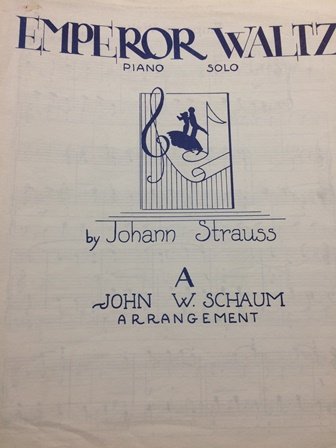 EMPEROR WALTZ
PIANO SOLO
by Johann Strauss
A
JOHN W. SCHAUM
ARRANGEMENT